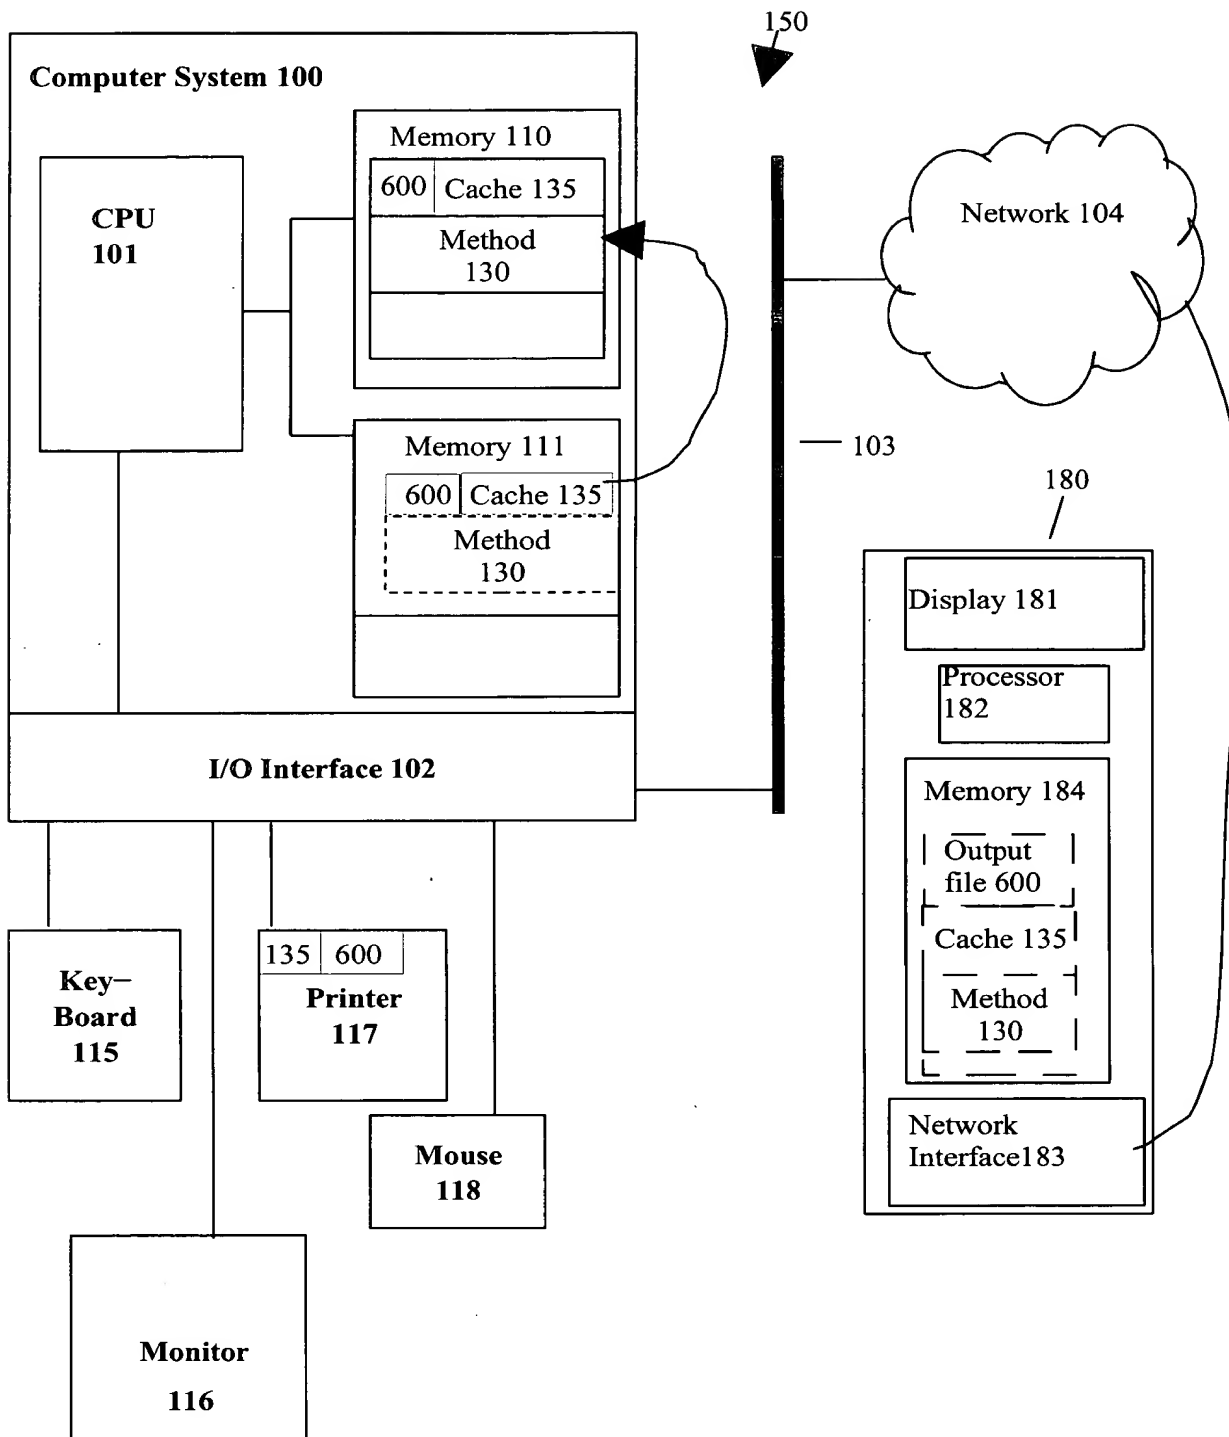 150
Computer System 100
Memory 110
600 Cache 135
Method
130
CPU
101
Network 104
Memory 111
600 Cache 135
Method
130
103
180
Display 181
Processor
182
I/O Interface 102
Memory 184
Output
file 600
Cache 135
Method
130
Network
Interface183
Key–
Board
115
135 600
Printer
117
Mouse
118
Monitor
116